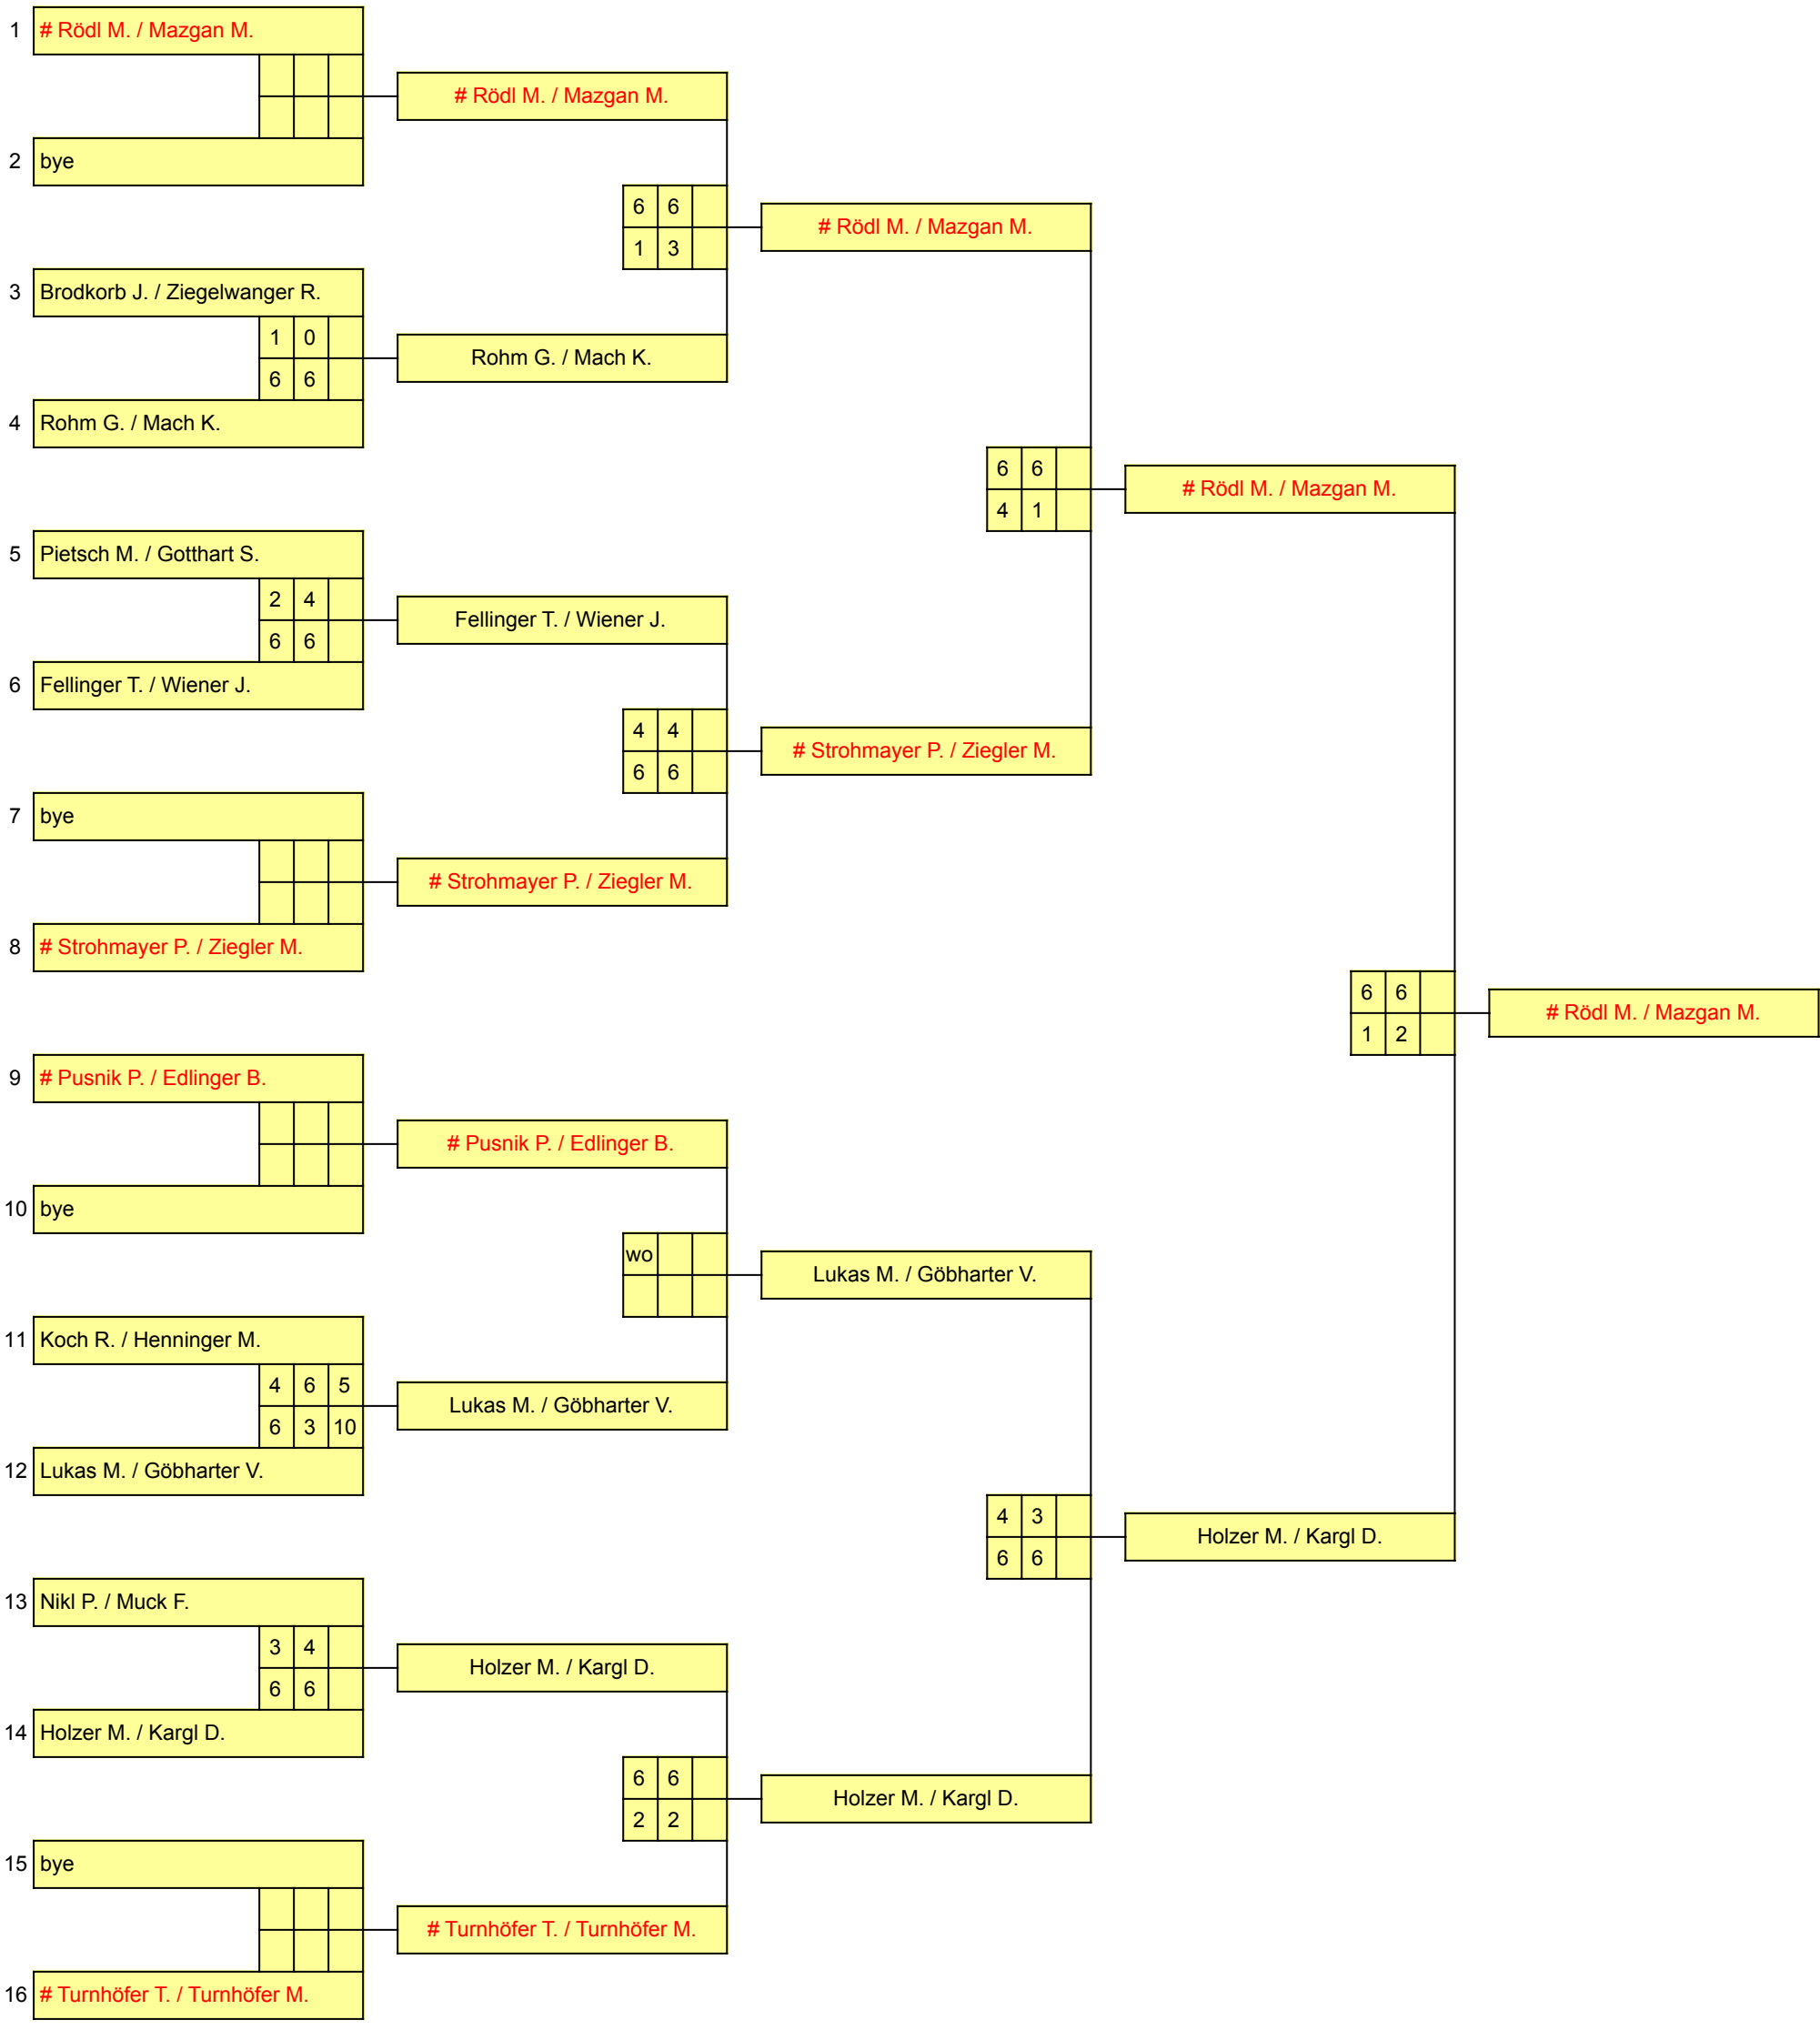 1 # Rödl M. / Mazgan M.
# Rödl M. / Mazgan M.
2 bye
6 6
# Rödl M. / Mazgan M.
1 3
3 Brodkorb J. / Ziegelwanger R.
1 0
Rohm G. / Mach K.
6 6
4 Rohm G. / Mach K.
6 6
# Rödl M. / Mazgan M.
4 1
5 Pietsch M. / Gotthart S.
2 4
Fellinger T. / Wiener J.
6 6
6 Fellinger T. / Wiener J.
4 4
# Strohmayer P. / Ziegler M.
6 6
7 bye
# Strohmayer P. / Ziegler M.
8 # Strohmayer P. / Ziegler M.
6 6
# Rödl M. / Mazgan M.
1 2
9 # Pusnik P. / Edlinger B.
# Pusnik P. / Edlinger B.
10 bye
wo
Lukas M. / Göbharter V.
11 Koch R. / Henninger M.
4 6 5
Lukas M. / Göbharter V.
6 3 10
12 Lukas M. / Göbharter V.
4 3
Holzer M. / Kargl D.
6 6
13 Nikl P. / Muck F.
3 4
Holzer M. / Kargl D.
6 6
14 Holzer M. / Kargl D.
6 6
Holzer M. / Kargl D.
2 2
15 bye
# Turnhöfer T. / Turnhöfer M.
16 # Turnhöfer T. / Turnhöfer M.